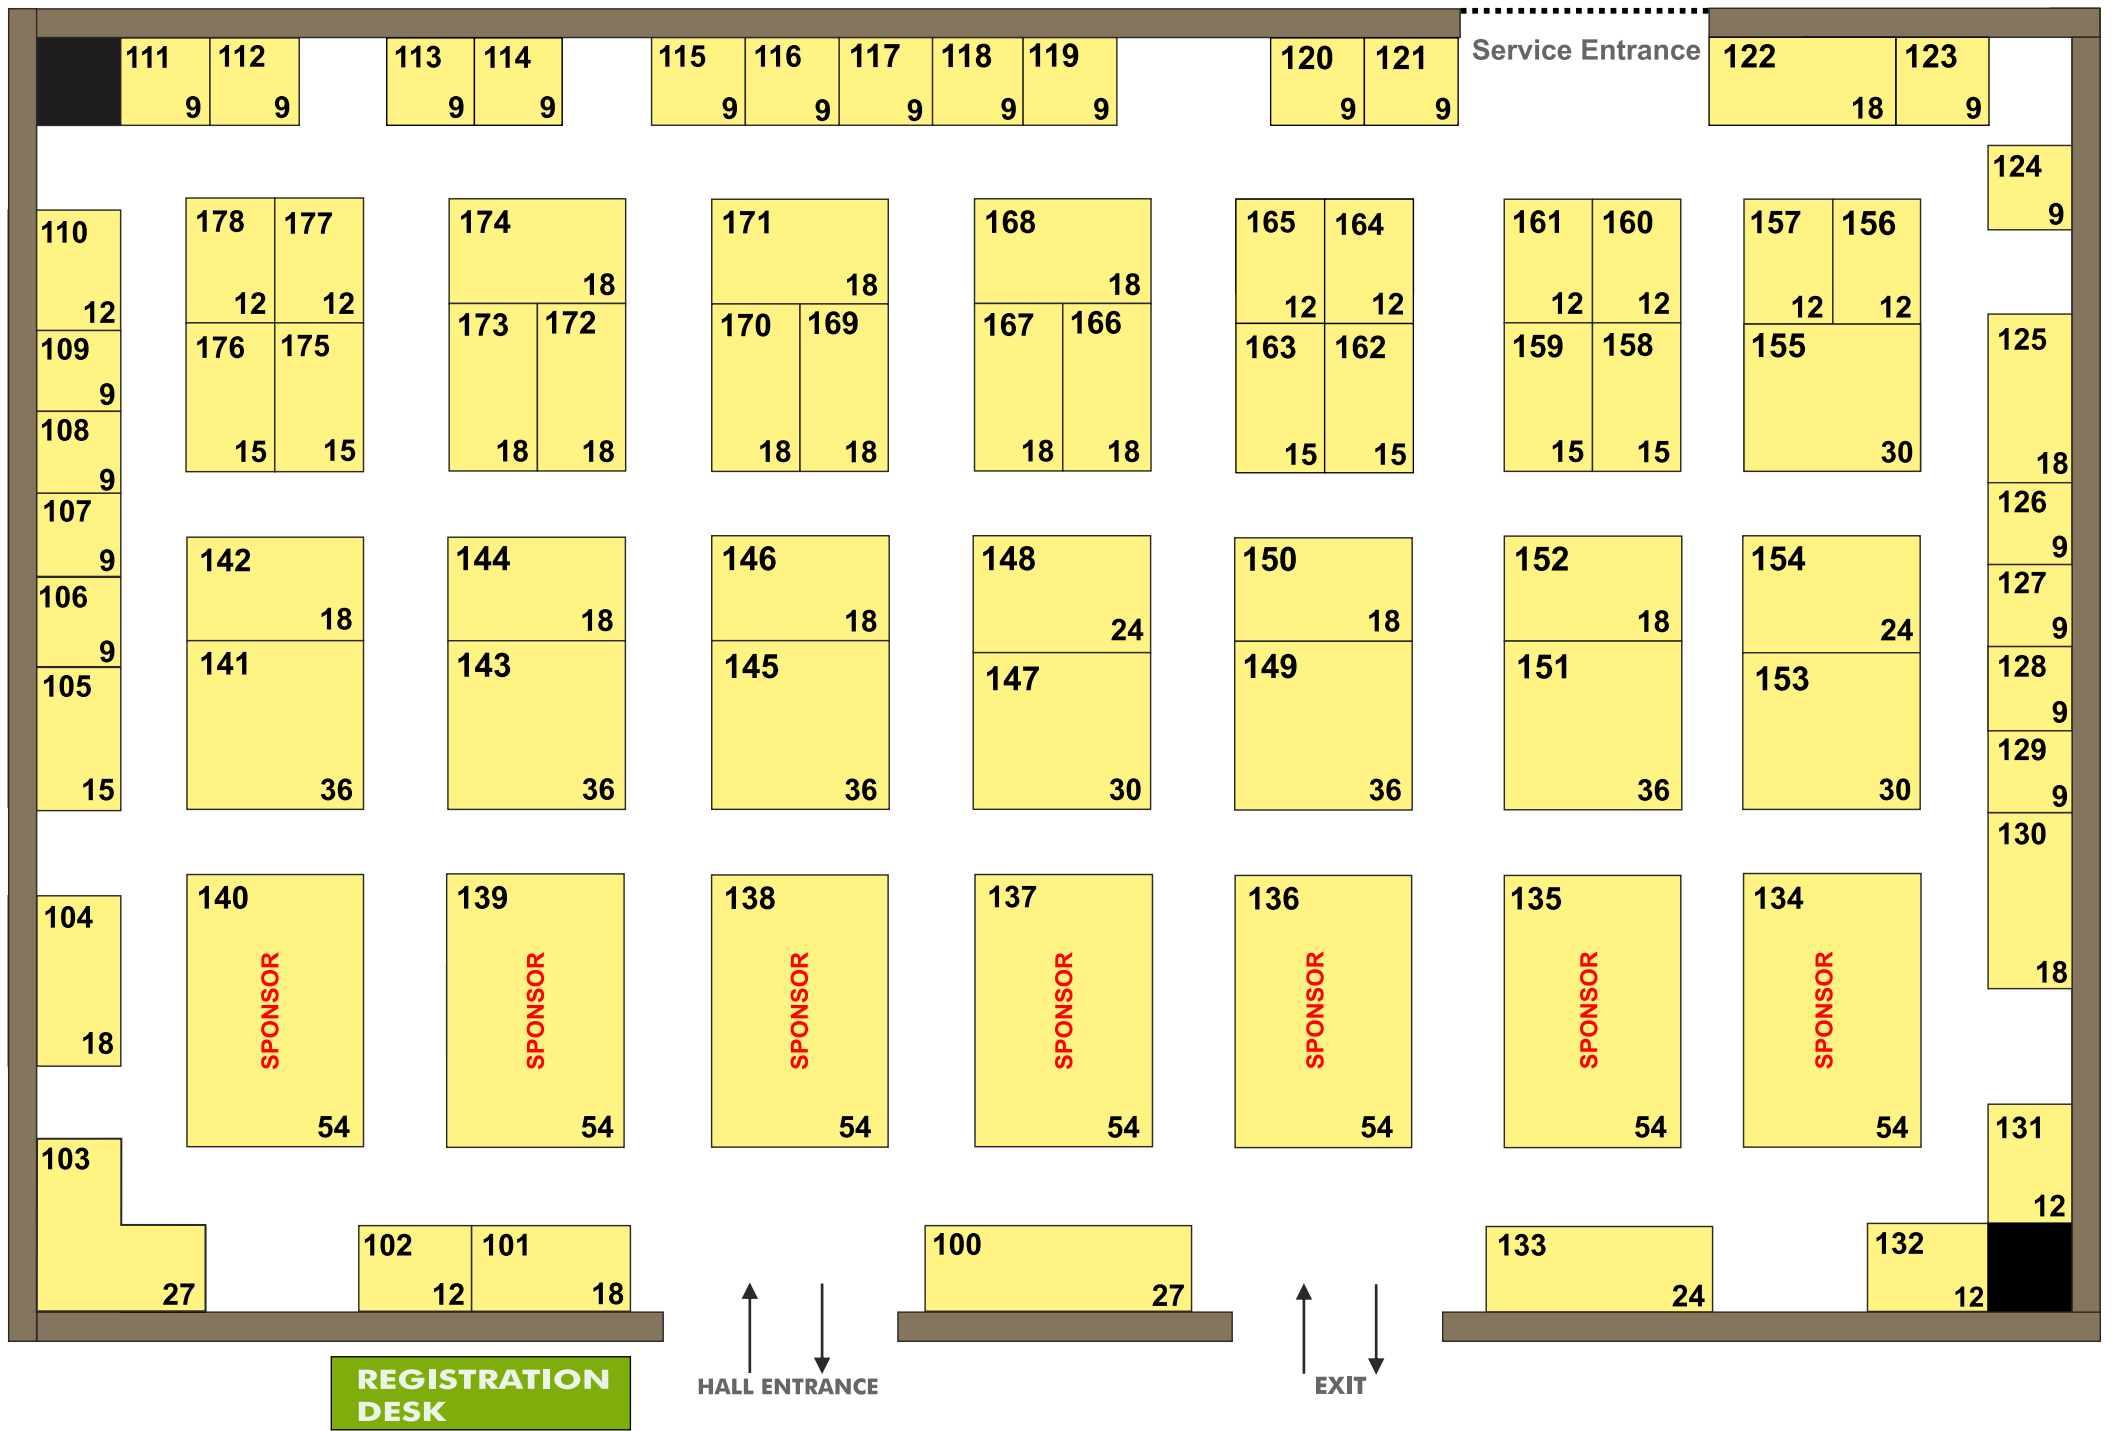 111 112 113 114 115 116 117 118 119 120 121 Service Entrance 122 123
9 9 9 9 9 9 9 9 9 9 9 18 9
124
9
110
12
109
9
108
9
107
9
106
9
105
15
104
18
103
27
178 177 174 171 168 165 164 161 160 157 156
12 12 18 18 18 12 12 12 12 12 12
176 175 173 172 170 169 167 166 163 162 159 158 155
15 15 18 18 18 18 18 18 15 15 15 15 30
125
18
126
9
127
9
128
9
129
9
130
18
131
12
142 144 146 148 150 152 154
18 18 18 24 18 18 24
141 143 145 147 149 151 153
36 36 36 30 36 36 30
140 139 138 137 136 135 134
SPONSOR SPONSOR SPONSOR SPONSOR SPONSOR SPONSOR SPONSOR
54 54 54 54 54 54 54
102 101 100 133 132
12 18 27 24 12
REGISTRATION
DESK
HALL ENTRANCE
EXIT